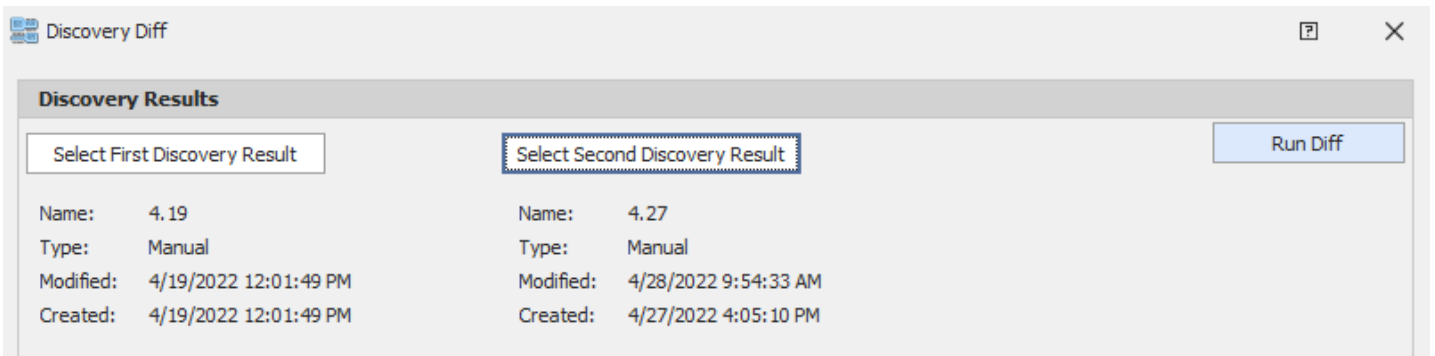 Discovery Diff
Discovery Results
Select First Discovery Result Select Second Discovery Result Run Diff
Name: 4.19 Name: 4.27
Type: Manual Type: Manual
Modified: 4/19/2022 12:01:49 PM Modified: 4/28/2022 9:54:33 AM
Created: 4/19/2022 12:01:49 PM Created: 4/27/2022 4:05:10 PM